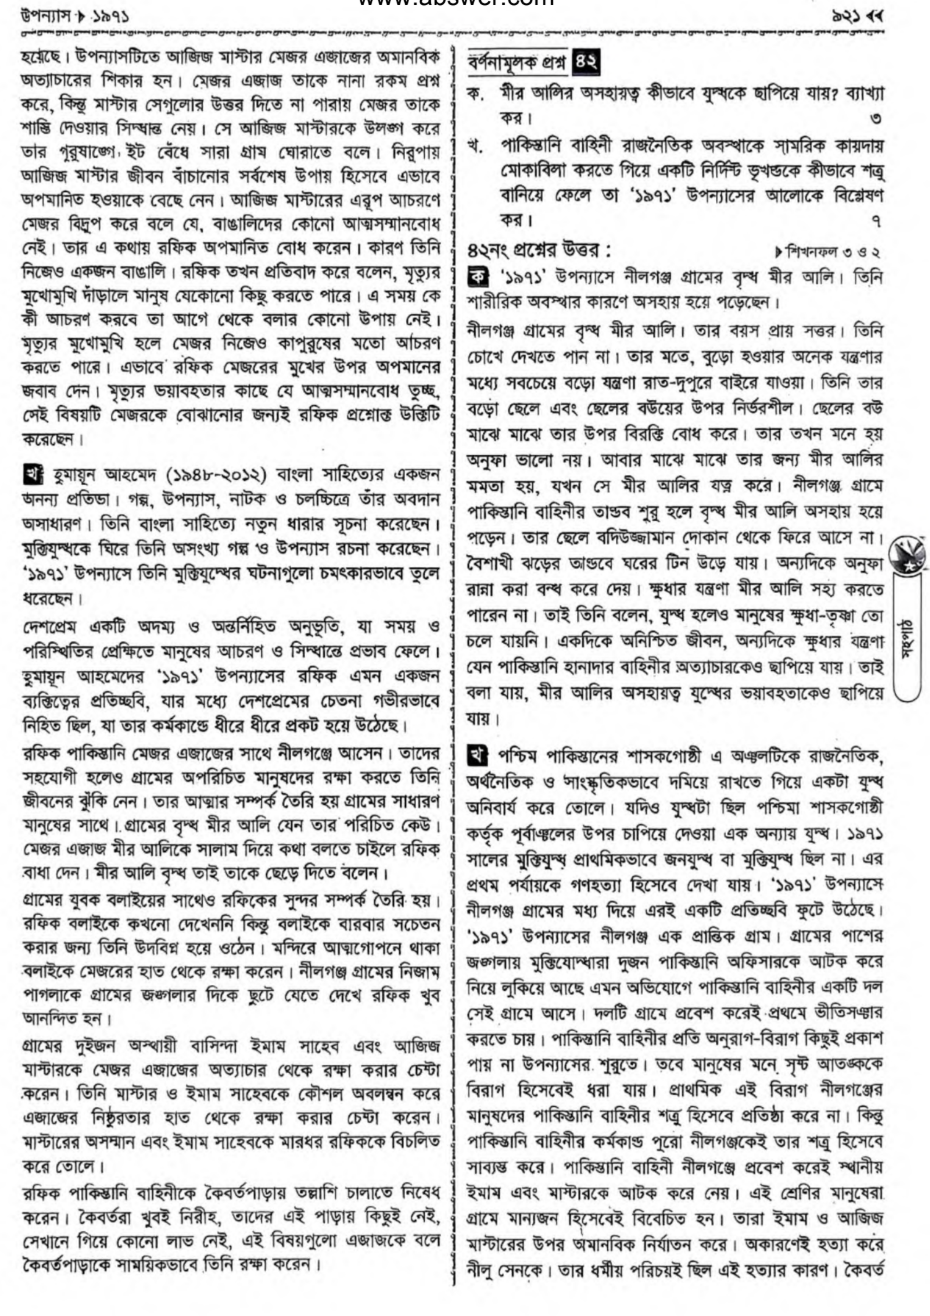 www.abswer.com
উপন্যাস ▸ ১৯৭১
৯২১ ◂◂
হয়েছে। উপন্যাসটিতে আজিজ মাস্টার মেজর এজাজের অমানবিক
অত্যাচারের শিকার হন। মেজর এজাজ তাকে নানা রকম প্রশ্ন
করে, কিন্তু মাস্টার সেগুলোর উত্তর দিতে না পারায় মেজর তাকে
শাস্তি দেওয়ার সিদ্ধান্ত নেয়। সে আজিজ মাস্টারকে উলঙ্গ করে
তার পুরুষাঙ্গে ইট বেঁধে সারা গ্রাম ঘোরাতে বলে। নিরুপায়
আজিজ মাস্টার জীবন বাঁচানোর সর্বশেষ উপায় হিসেবে এভাবে
অপমানিত হওয়াকে বেছে নেন। আজিজ মাস্টারের এরূপ আচরণে
মেজর বিদ্রূপ করে বলে যে, বাঙালিদের কোনো আত্মসম্মানবোধ
নেই। তার এ কথায় রফিক অপমানিত বোধ করেন। কারণ তিনি
নিজেও একজন বাঙালি। রফিক তখন প্রতিবাদ করে বলেন, মৃত্যুর
মুখোমুখি দাঁড়ালে মানুষ যেকোনো কিছু করতে পারে। এ সময় কে
কী আচরণ করবে তা আগে থেকে বলার কোনো উপায় নেই।
মৃত্যুর মুখোমুখি হলে মেজর নিজেও কাপুরুষের মতো আচরণ
করতে পারে। এভাবে রফিক মেজরের মুখের উপর অপমানের
জবাব দেন। মৃত্যুর ভয়াবহতার কাছে যে আত্মসম্মানবোধ তুচ্ছ,
সেই বিষয়টি মেজরকে বোঝানোর জন্যই রফিক প্রশ্নোক্ত উক্তিটি
করেছেন।
খ হুমায়ূন আহমেদ (১৯৪৮-২০১২) বাংলা সাহিত্যের একজন
অনন্য প্রতিভা। গল্প, উপন্যাস, নাটক ও চলচ্চিত্রে তাঁর অবদান
অসাধারণ। তিনি বাংলা সাহিত্যে নতুন ধারার সূচনা করেছেন।
মুক্তিযুদ্ধকে ঘিরে তিনি অসংখ্য গল্প ও উপন্যাস রচনা করেছেন।
‘১৯৭১’ উপন্যাসে তিনি মুক্তিযুদ্ধের ঘটনাগুলো চমৎকারভাবে তুলে
ধরেছেন।
দেশপ্রেম একটি অদম্য ও অন্তর্নিহিত অনুভূতি, যা সময় ও
পরিস্থিতির প্রেক্ষিতে মানুষের আচরণ ও সিদ্ধান্তে প্রভাব ফেলে।
হুমায়ূন আহমেদের ‘১৯৭১’ উপন্যাসের রফিক এমন একজন
ব্যক্তিত্বের প্রতিচ্ছবি, যার মধ্যে দেশপ্রেমের চেতনা গভীরভাবে
নিহিত ছিল, যা তার কর্মকাণ্ডে ধীরে ধীরে প্রকট হয়ে উঠেছে।
রফিক পাকিস্তানি মেজর এজাজের সাথে নীলগঞ্জে আসেন। তাদের
সহযোগী হলেও গ্রামের অপরিচিত মানুষদের রক্ষা করতে তিনি
জীবনের ঝুঁকি নেন। তার আত্মার সম্পর্ক তৈরি হয় গ্রামের সাধারণ
মানুষের সাথে। গ্রামের বৃদ্ধ মীর আলি যেন তার পরিচিত কেউ।
মেজর এজাজ মীর আলিকে সালাম দিয়ে কথা বলতে চাইলে রফিক
বাধা দেন। মীর আলি বৃদ্ধ তাই তাকে ছেড়ে দিতে বলেন।
গ্রামের যুবক বলাইয়ের সাথেও রফিকের সুন্দর সম্পর্ক তৈরি হয়।
রফিক বলাইকে কখনো দেখেননি কিন্তু বলাইকে বারবার সচেতন
করার জন্য তিনি উদবিগ্ন হয়ে ওঠেন। মন্দিরে আত্মগোপনে থাকা
বলাইকে মেজরের হাত থেকে রক্ষা করেন। নীলগঞ্জ গ্রামের নিজাম
পাগলাকে গ্রামের জঙ্গলার দিকে ছুটে যেতে দেখে রফিক খুব
আনন্দিত হন।
গ্রামের দুইজন অস্থায়ী বাসিন্দা ইমাম সাহেব এবং আজিজ
মাস্টারকে মেজর এজাজের অত্যাচার থেকে রক্ষা করার চেষ্টা
করেন। তিনি মাস্টার ও ইমাম সাহেবকে কৌশল অবলম্বন করে
এজাজের নিষ্ঠুরতার হাত থেকে রক্ষা করার চেষ্টা করেন।
মাস্টারের অসম্মান এবং ইমাম সাহেবকে মারধর রফিককে বিচলিত
করে তোলে।
রফিক পাকিস্তানি বাহিনীকে কৈবর্তপাড়ায় তল্লাশি চালাতে নিষেধ
করেন। কৈবর্তরা খুবই নিরীহ, তাদের এই পাড়ায় কিছুই নেই,
সেখানে গিয়ে কোনো লাভ নেই, এই বিষয়গুলো এজাজকে বলে
কৈবর্তপাড়াকে সাময়িকভাবে তিনি রক্ষা করেন।
বর্ণনামূলক প্রশ্ন ৪২
ক. মীর আলির অসহায়ত্ব কীভাবে যুদ্ধকে ছাপিয়ে যায়? ব্যাখ্যা
কর। ৩
খ. পাকিস্তানি বাহিনী রাজনৈতিক অবস্থাকে সামরিক কায়দায়
মোকাবিলা করতে গিয়ে একটি নির্দিষ্ট ভূখণ্ডকে কীভাবে শত্রু
বানিয়ে ফেলে তা ‘১৯৭১’ উপন্যাসের আলোকে বিশ্লেষণ
কর। ৭
৪২নং প্রশ্নের উত্তর : ▸ শিখনফল ৩ ও ২
ক ‘১৯৭১’ উপন্যাসে নীলগঞ্জ গ্রামের বৃদ্ধ মীর আলি। তিনি
শারীরিক অবস্থার কারণে অসহায় হয়ে পড়েছেন।
নীলগঞ্জ গ্রামের বৃদ্ধ মীর আলি। তার বয়স প্রায় সত্তর। তিনি
চোখে দেখতে পান না। তার মতে, বুড়ো হওয়ার অনেক যন্ত্রণার
মধ্যে সবচেয়ে বড়ো যন্ত্রণা রাত-দুপুরে বাইরে যাওয়া। তিনি তার
বড়ো ছেলে এবং ছেলের বউয়ের উপর নির্ভরশীল। ছেলের বউ
মাঝে মাঝে তার উপর বিরক্তি বোধ করে। তার তখন মনে হয়
অনুফা ভালো নয়। আবার মাঝে মাঝে তার জন্য মীর আলির
মমতা হয়, যখন সে মীর আলির যত্ন করে। নীলগঞ্জ গ্রামে
পাকিস্তানি বাহিনীর তান্ডব শুরু হলে বৃদ্ধ মীর আলি অসহায় হয়ে
পড়েন। তার ছেলে বদিউজ্জামান দোকান থেকে ফিরে আসে না।
বৈশাখী ঝড়ের তান্ডবে ঘরের টিন উড়ে যায়। অন্যদিকে অনুফা
রান্না করা বন্ধ করে দেয়। ক্ষুধার যন্ত্রণা মীর আলি সহ্য করতে
পারেন না। তাই তিনি বলেন, যুদ্ধ হলেও মানুষের ক্ষুধা-তৃষ্ণা তো
চলে যায়নি। একদিকে অনিশ্চিত জীবন, অন্যদিকে ক্ষুধার যন্ত্রণা
যেন পাকিস্তানি হানাদার বাহিনীর অত্যাচারকেও ছাপিয়ে যায়। তাই
বলা যায়, মীর আলির অসহায়ত্ব যুদ্ধের ভয়াবহতাকেও ছাপিয়ে
যায়।
খ পশ্চিম পাকিস্তানের শাসকগোষ্ঠী এ অঞ্চলটিকে রাজনৈতিক,
অর্থনৈতিক ও সাংস্কৃতিকভাবে দমিয়ে রাখতে গিয়ে একটা যুদ্ধ
অনিবার্য করে তোলে। যদিও যুদ্ধটা ছিল পশ্চিমা শাসকগোষ্ঠী
কর্তৃক পূর্বাঞ্চলের উপর চাপিয়ে দেওয়া এক অন্যায় যুদ্ধ। ১৯৭১
সালের মুক্তিযুদ্ধ প্রাথমিকভাবে জনযুদ্ধ বা মুক্তিযুদ্ধ ছিল না। এর
প্রথম পর্যায়কে গণহত্যা হিসেবে দেখা যায়। ‘১৯৭১’ উপন্যাসে
নীলগঞ্জ গ্রামের মধ্য দিয়ে এরই একটি প্রতিচ্ছবি ফুটে উঠেছে।
‘১৯৭১’ উপন্যাসের নীলগঞ্জ এক প্রান্তিক গ্রাম। গ্রামের পাশের
জঙ্গলায় মুক্তিযোদ্ধারা দুজন পাকিস্তানি অফিসারকে আটক করে
নিয়ে লুকিয়ে আছে এমন অভিযোগে পাকিস্তানি বাহিনীর একটি দল
সেই গ্রামে আসে। দলটি গ্রামে প্রবেশ করেই প্রথমে ভীতিসঞ্চার
করতে চায়। পাকিস্তানি বাহিনীর প্রতি অনুরাগ-বিরাগ কিছুই প্রকাশ
পায় না উপন্যাসের শুরুতে। তবে মানুষের মনে সৃষ্ট আতঙ্ককে
বিরাগ হিসেবেই ধরা যায়। প্রাথমিক এই বিরাগ নীলগঞ্জের
মানুষদের পাকিস্তানি বাহিনীর শত্রু হিসেবে প্রতিষ্ঠা করে না। কিন্তু
পাকিস্তানি বাহিনীর কর্মকান্ড পুরো নীলগঞ্জকেই তার শত্রু হিসেবে
সাব্যস্ত করে। পাকিস্তানি বাহিনী নীলগঞ্জে প্রবেশ করেই স্থানীয়
ইমাম এবং মাস্টারকে আটক করে নেয়। এই শ্রেণির মানুষেরা
গ্রামে মান্যজন হিসেবেই বিবেচিত হন। তারা ইমাম ও আজিজ
মাস্টারের উপর অমানবিক নির্যাতন করে। অকারণেই হত্যা করে
নীলু সেনকে। তার ধর্মীয় পরিচয়ই ছিল এই হত্যার কারণ। কৈবর্ত
সহপাঠ